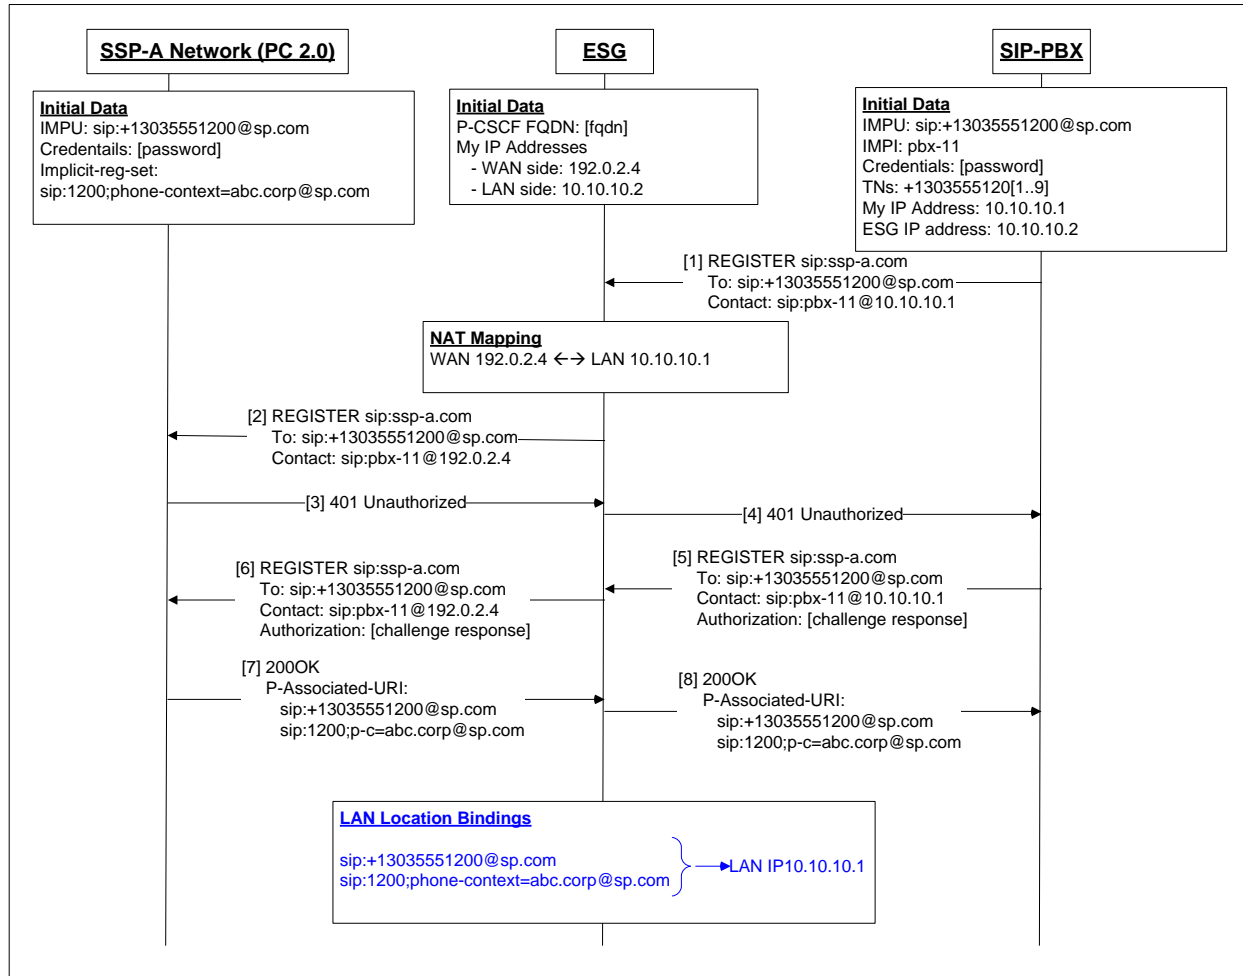 SSP-A Network (PC 2.0)
ESG
SIP-PBX
Initial Data
IMPU: sip:+13035551200@sp.com
Credentails: [password]
Implicit-reg-set:
sip:1200;phone-context=abc.corp@sp.com
Initial Data
P-CSCF FQDN: [fqdn]
My IP Addresses
- WAN side: 192.0.2.4
- LAN side: 10.10.10.2
Initial Data
IMPU: sip:+13035551200@sp.com
IMPI: pbx-11
Credentials: [password]
TNs: +1303555120[1..9]
My IP Address: 10.10.10.1
ESG IP address: 10.10.10.2
[1] REGISTER sip:ssp-a.com
To: sip:+13035551200@sp.com
Contact: sip:pbx-11@10.10.10.1
NAT Mapping
WAN 192.0.2.4 ←→ LAN 10.10.10.1
[2] REGISTER sip:ssp-a.com
To: sip:+13035551200@sp.com
Contact: sip:pbx-11@192.0.2.4
[3] 401 Unauthorized
[4] 401 Unauthorized
[5] REGISTER sip:ssp-a.com
To: sip:+13035551200@sp.com
Contact: sip:pbx-11@10.10.10.1
Authorization: [challenge response]
[6] REGISTER sip:ssp-a.com
To: sip:+13035551200@sp.com
Contact: sip:pbx-11@192.0.2.4
Authorization: [challenge response]
[7] 200OK
P-Associated-URI:
sip:+13035551200@sp.com
sip:1200;p-c=abc.corp@sp.com
[8] 200OK
P-Associated-URI:
sip:+13035551200@sp.com
sip:1200;p-c=abc.corp@sp.com
LAN Location Bindings
sip:+13035551200@sp.com
sip:1200;phone-context=abc.corp@sp.com
LAN IP10.10.10.1